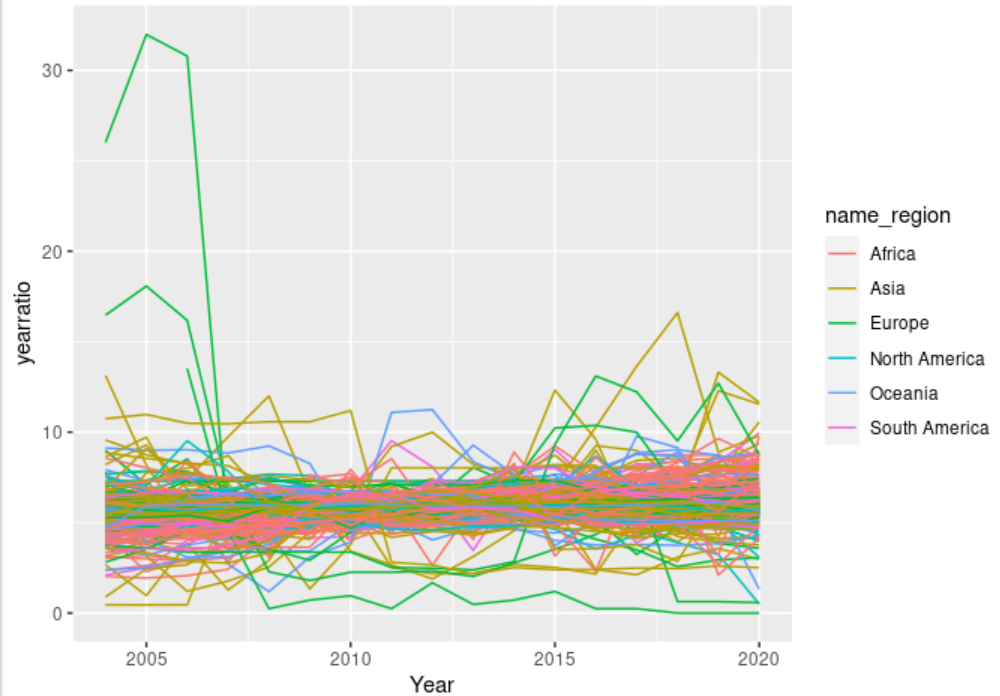 30
20
10
0
yearratio
2005 2010 2015 2020
Year
name_region
Africa
Asia
Europe
North America
Oceania
South America